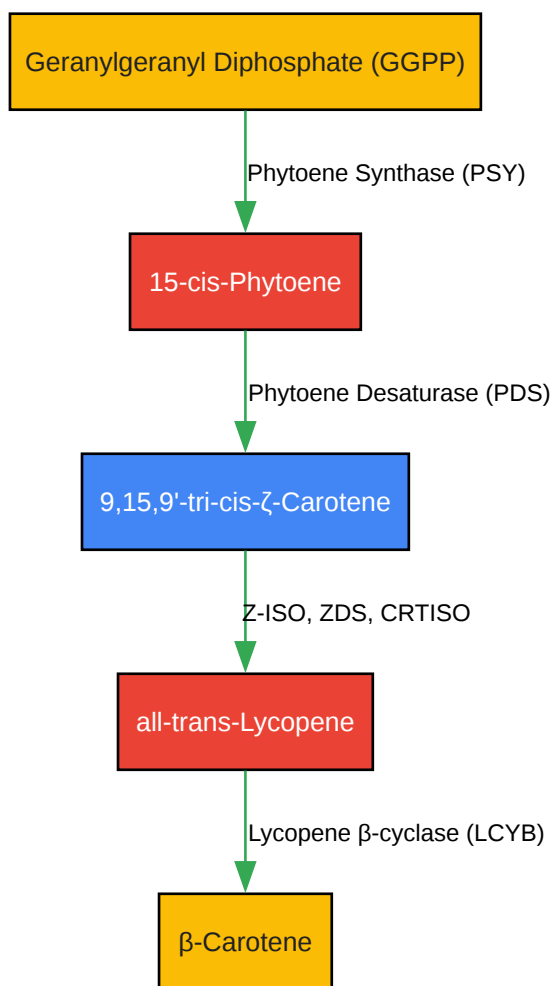 Geranylgeranyl Diphosphate (GGPP)
Phytoene Synthase (PSY)
15-cis-Phytoene
Phytoene Desaturase (PDS)
9,15,9'-tri-cis-ζ-Carotene
Z-ISO, ZDS, CRTISO
all-trans-Lycopene
Lycopene β-cyclase (LCYB)
β-Carotene